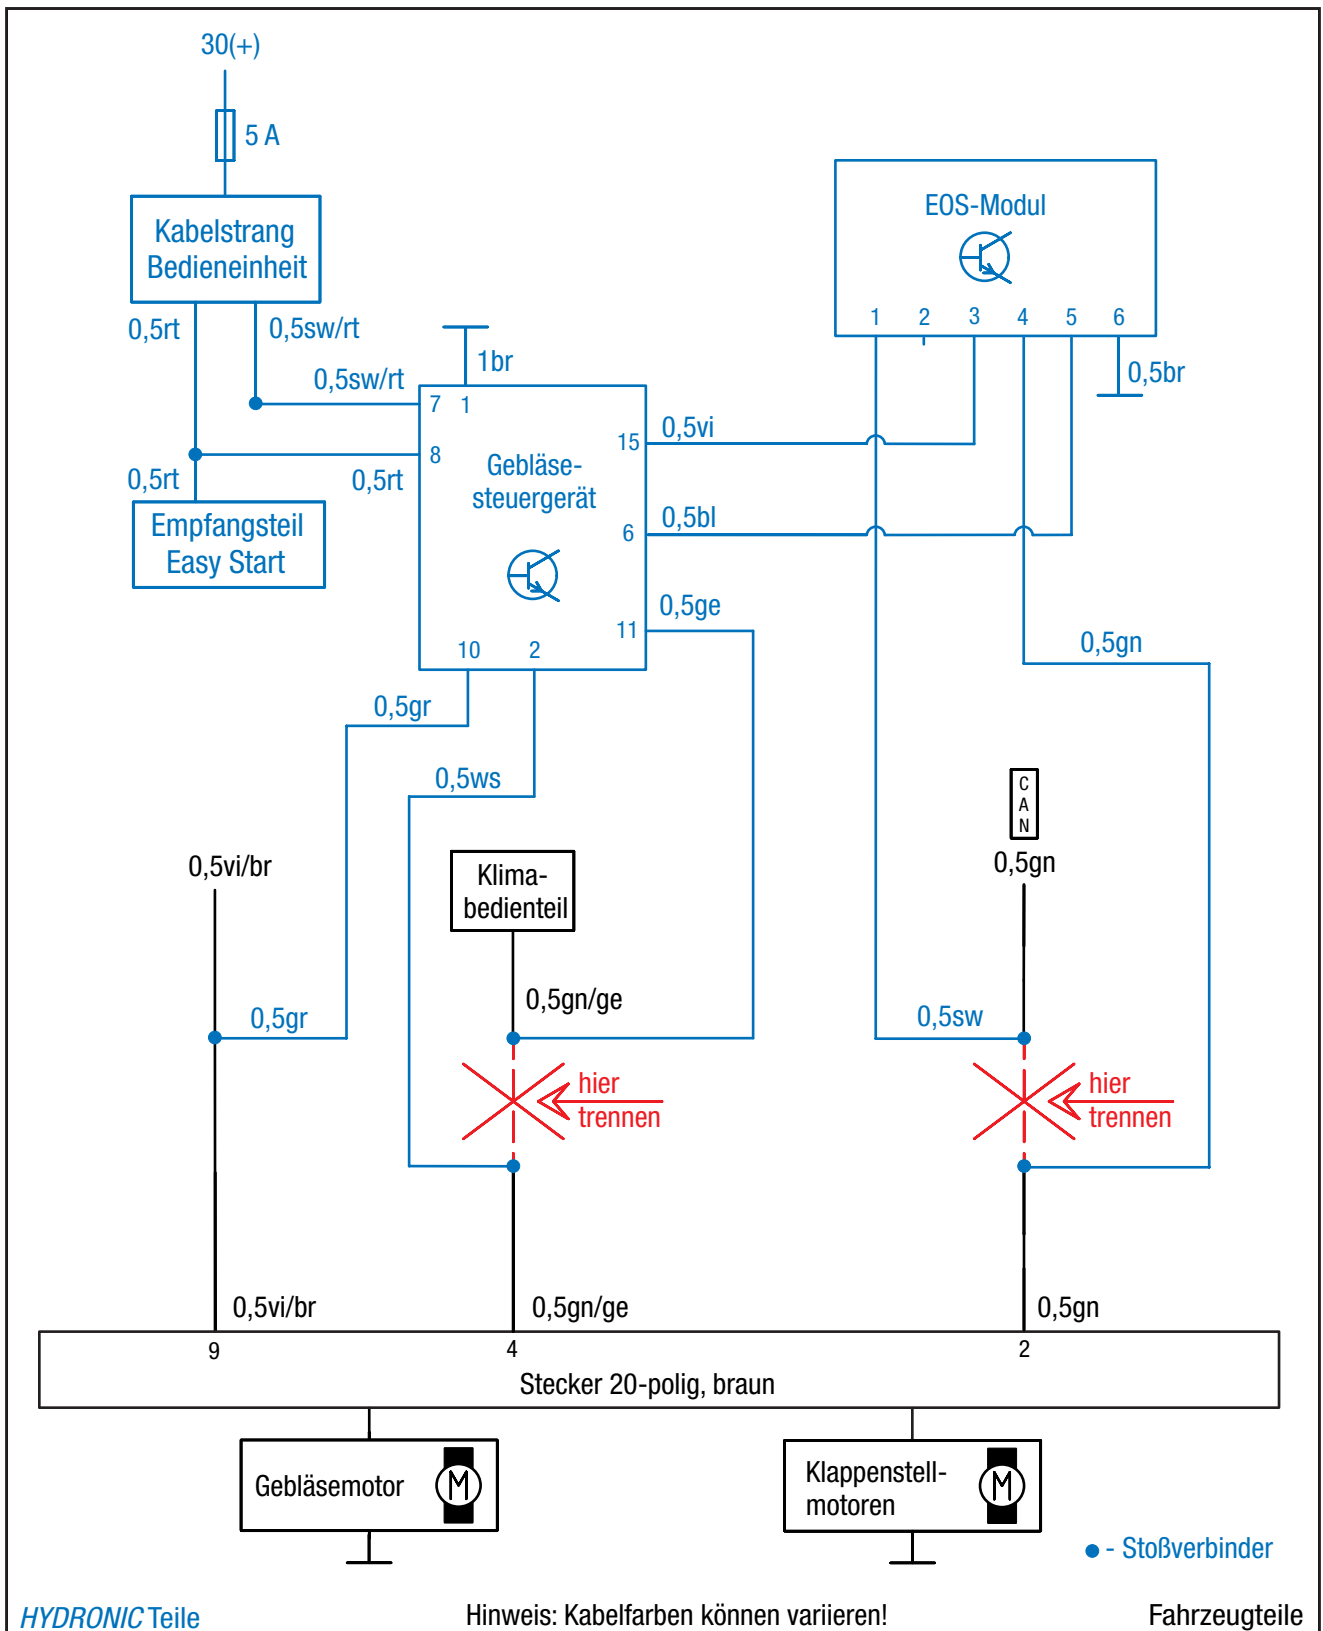 30(+)
5 A
Kabelstrang
Bedieneinheit
EOS-Modul
1 2 3 4 5 6
0,5rt
0,5sw/rt
1br
0,5br
0,5sw/rt
7 1
15
0,5vi
8
0,5rt
0,5rt
Gebläse-
steuergerät
Empfangsteil
Easy Start
6
0,5bl
11
0,5ge
10 2
0,5gn
0,5gr
0,5ws
C
A
N
0,5vi/br
Klima-
bedienteil
0,5gn
0,5gn/ge
0,5gr
0,5sw
hier
trennen
hier
trennen
0,5vi/br
0,5gn/ge
0,5gn
9
4
2
Stecker 20-polig, braun
Gebläsemotor
M
Klappenstell-
motoren
M
- Stoßverbinder
HYDRONIC Teile
Hinweis: Kabelfarben können variieren!
Fahrzeugteile